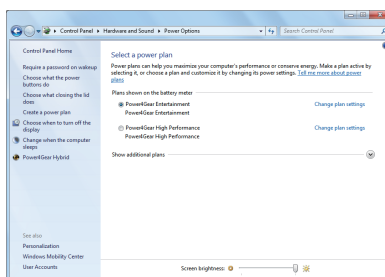 Control Panel ▸ Hardware and Sound ▸ Power Options
Search Control Panel
Control Panel Home
Require a password on wakeup
Choose what the power
buttons do
Choose what closing the lid
does
Create a power plan
Choose when to turn off the
display
Change when the computer
sleeps
Power4Gear Hybrid
See also
Personalization
Windows Mobility Center
User Accounts
Select a power plan
Power plans can help you maximize your computer's performance or conserve energy. Make a plan active by
selecting it, or choose a plan and customize it by changing its power settings. Tell me more about power
plans
Plans shown on the battery meter
Power4Gear Entertainment Change plan settings
Power4Gear Entertainment
Power4Gear High Performance Change plan settings
Power4Gear High Performance
Show additional plans
Screen brightness: